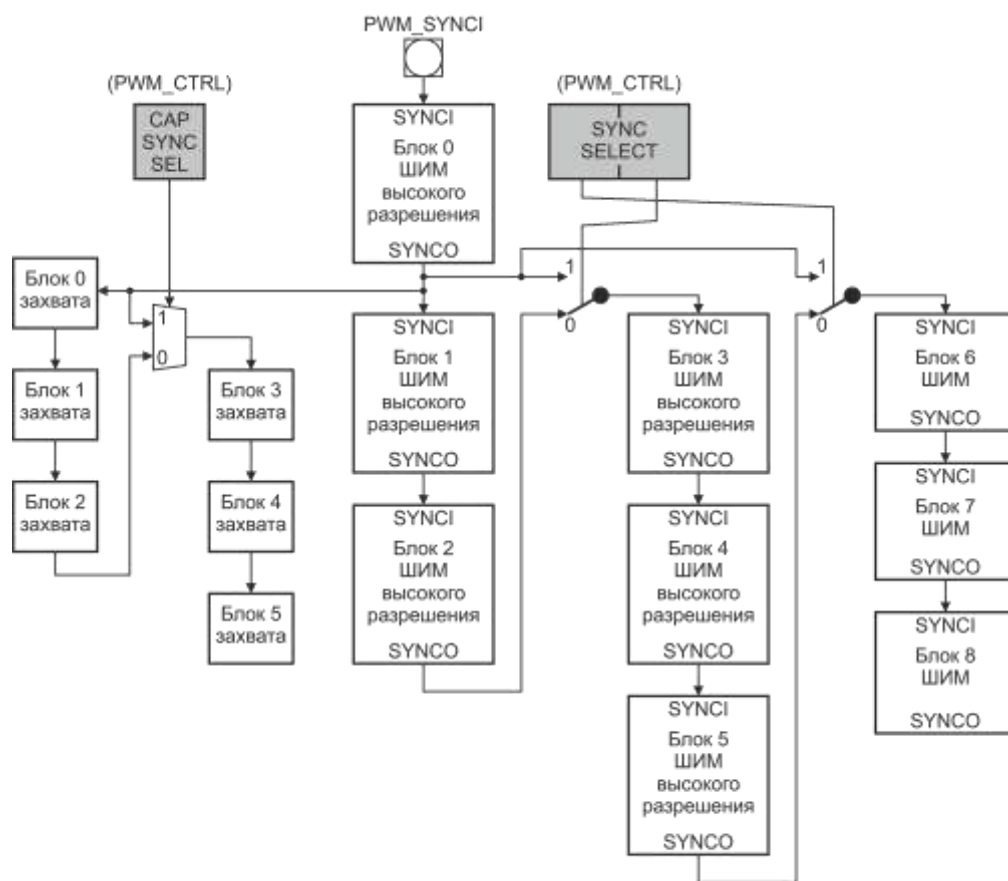 PWM_SYNCI
(PWM_CTRL)
CAP
SYNC
SEL
(PWM_CTRL)
SYNC
SELECT
SYNCI
Блок 0
ШИМ
высокого
разрешения
SYNCO
Блок 0
захвата
1
0
Блок 1
захвата
Блок 2
захвата
Блок 3
захвата
Блок 4
захвата
Блок 5
захвата
SYNCI
Блок 1
ШИМ
высокого
разрешения
SYNCO
SYNCI
Блок 2
ШИМ
высокого
разрешения
SYNCO
1
0
SYNCI
Блок 3
ШИМ
высокого
разрешения
SYNCO
SYNCI
Блок 4
ШИМ
высокого
разрешения
SYNCO
SYNCI
Блок 5
ШИМ
высокого
разрешения
SYNCO
1
0
SYNCI
Блок 6
ШИМ
SYNCO
SYNCI
Блок 7
ШИМ
SYNCO
SYNCI
Блок 8
ШИМ
SYNCO